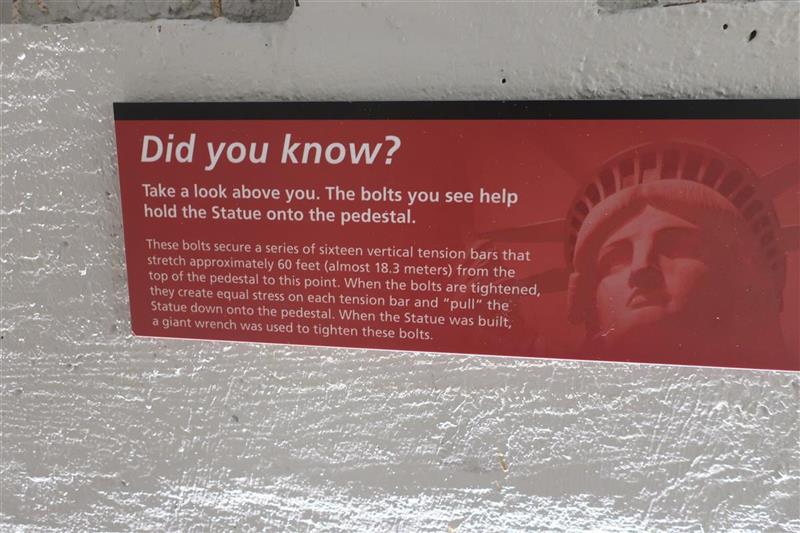 Did you know?
Take a look above you. The bolts you see help
hold the Statue onto the pedestal.
These bolts secure a series of sixteen vertical tension bars that
stretch approximately 60 feet (almost 18.3 meters) from the
top of the pedestal to this point. When the bolts are tightened,
they create equal stress on each tension bar and “pull” the
Statue down onto the pedestal. When the Statue was built,
a giant wrench was used to tighten these bolts.